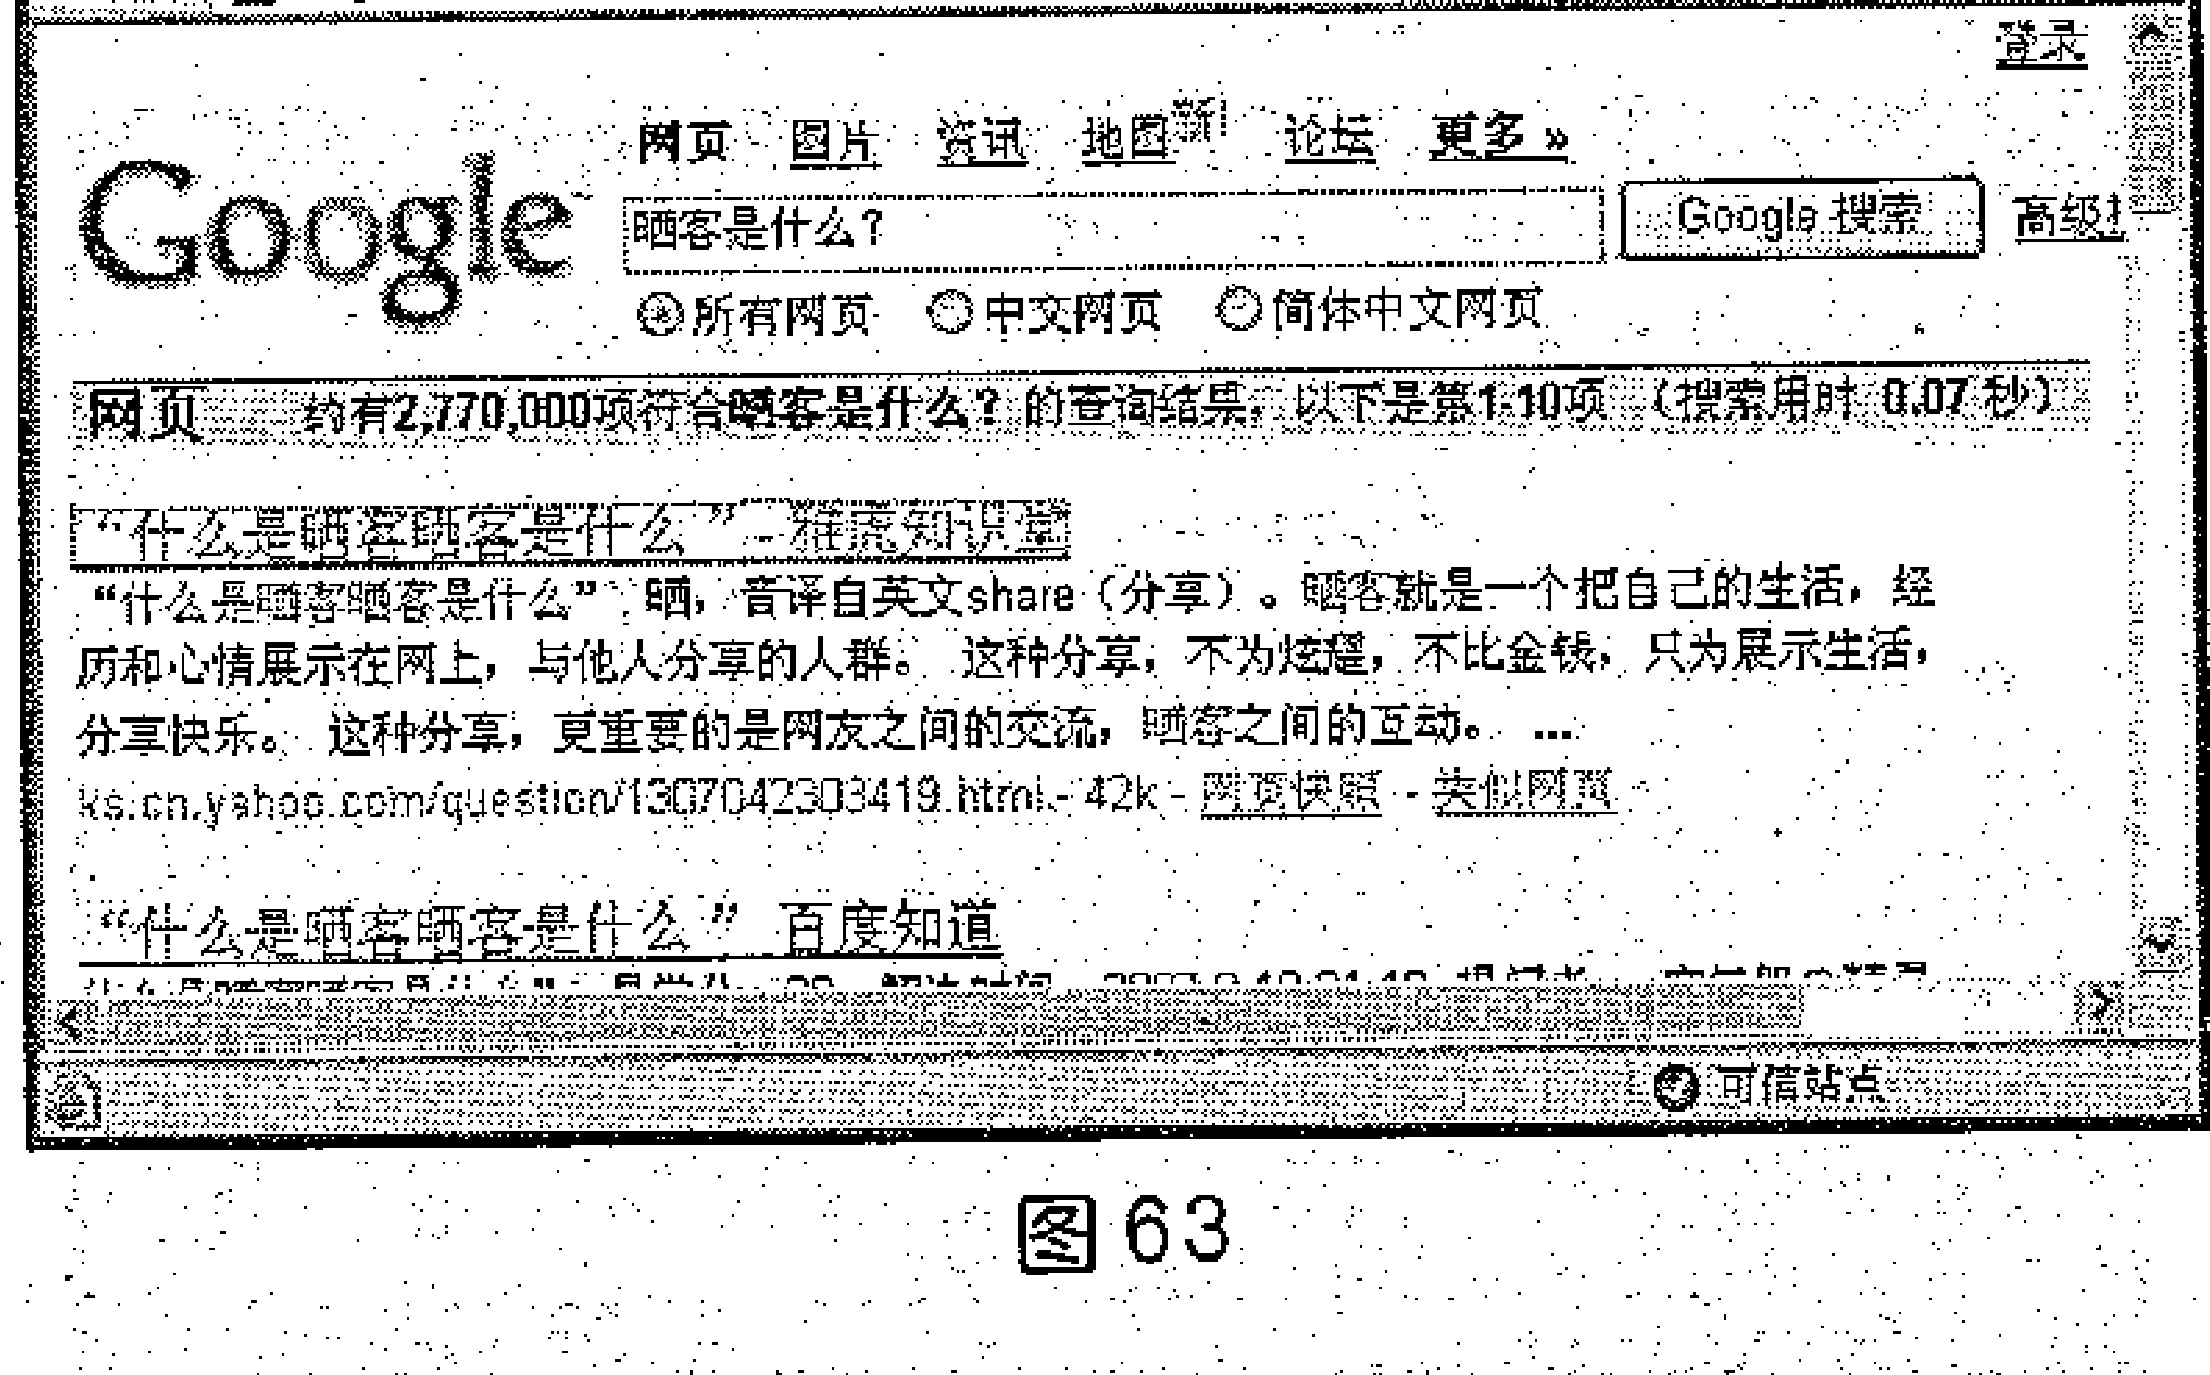 登录
网页 图片 资讯 地图新! 论坛 更多 »
Google
晒客是什么? Google 搜索 高级
所有网页 中文网页 简体中文网页
网页 约有2,770,000项符合晒客是什么? 的查询结果, 以下是第1-10项 (搜索用时 0.07 秒)
“什么是晒客晒客是什么” - 雅虎知识堂
“什么是晒客晒客是什么” 晒, 音译自英文share (分享) 。晒客就是一个把自己的生活, 经
历和心情展示在网上, 与他人分享的人群。 这种分享, 不为炫耀, 不比金钱, 只为展示生活,
分享快乐。 这种分享, 更重要的是网友之间的交流, 晒客之间的互动。 ...
ks.cn.yahoo.com/question/1307042303419.html - 42k - 网页快照 - 类似网页
“什么是晒客晒客是什么” 百度知道
可信站点
图 63